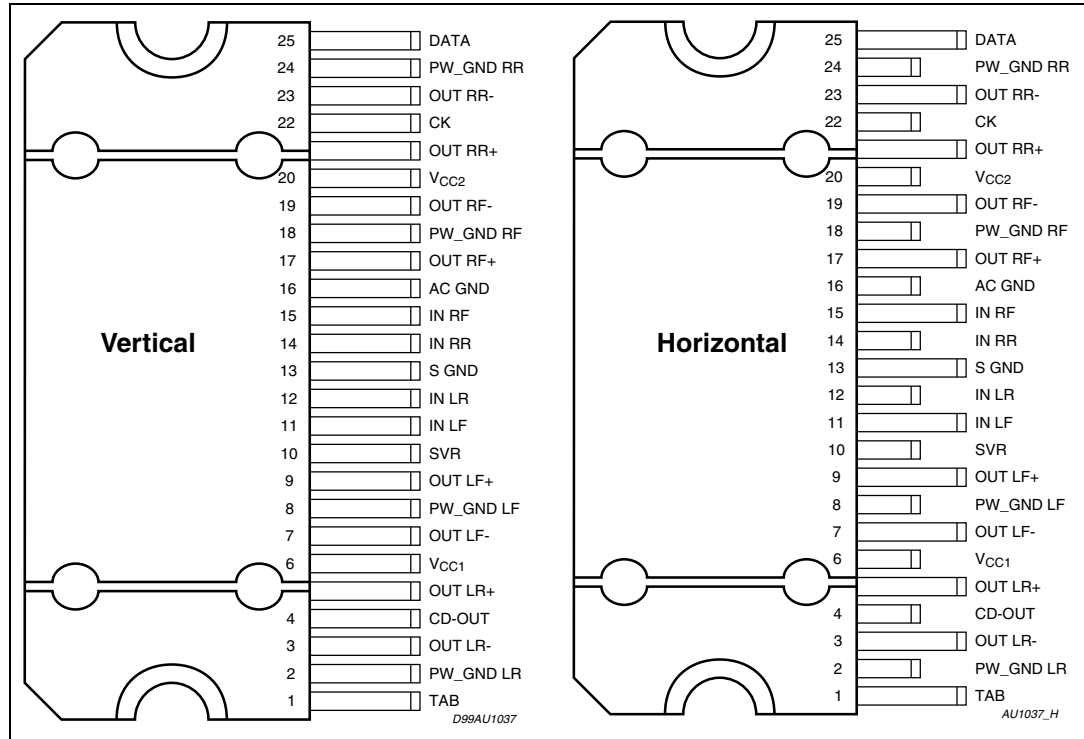 25 DATA
24 PW_GND RR
23 OUT RR-
22 CK
OUT RR+
20 VCC2
19 OUT RF-
18 PW_GND RF
17 OUT RF+
16 AC GND
15 IN RF
14 IN RR
13 S GND
12 IN LR
11 IN LF
10 SVR
9 OUT LF+
8 PW_GND LF
7 OUT LF-
6 VCC1
OUT LR+
4 CD-OUT
3 OUT LR-
2 PW_GND LR
1 TAB
Vertical
D99AU1037
25 DATA
24 PW_GND RR
23 OUT RR-
22 CK
OUT RR+
20 VCC2
19 OUT RF-
18 PW_GND RF
17 OUT RF+
16 AC GND
15 IN RF
14 IN RR
13 S GND
12 IN LR
11 IN LF
10 SVR
9 OUT LF+
8 PW_GND LF
7 OUT LF-
6 VCC1
OUT LR+
4 CD-OUT
3 OUT LR-
2 PW_GND LR
1 TAB
Horizontal
AU1037_H